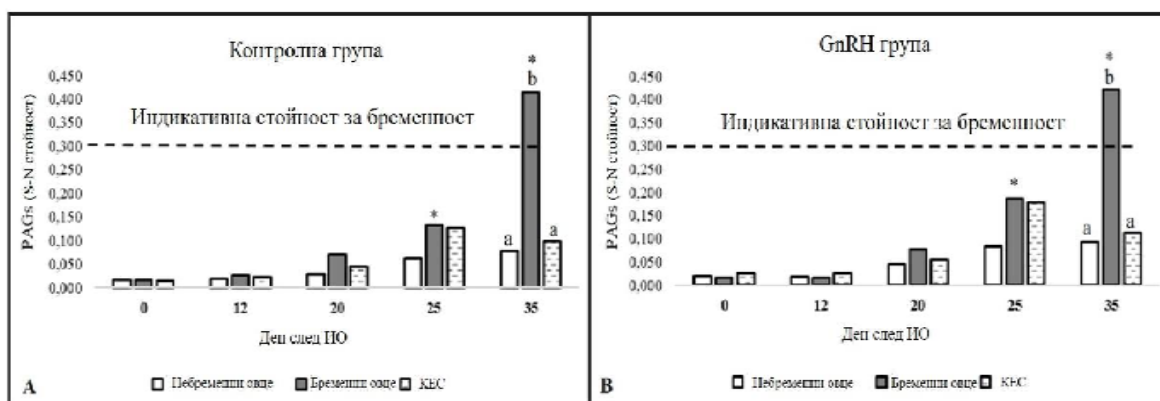 Контролна група
0,450
0,400
0,350
0,300
0,250
0,200
0,150
0,100
0,050
0,000
PAGs (S-N стойност)
Индикативна стойност за бременност
*
b
*
a
a
0 12 20 25 35
Ден след ИО
A
Небременни овце Бременни овце КЕС
GnRH група
0,450
0,400
0,350
0,300
0,250
0,200
0,150
0,100
0,050
0,000
PAGs (S-N стойност)
Индикативна стойност за бременност
*
b
*
a
a
0 12 20 25 35
Ден след ИО
B
Небременни овце Бременни овце КЕС